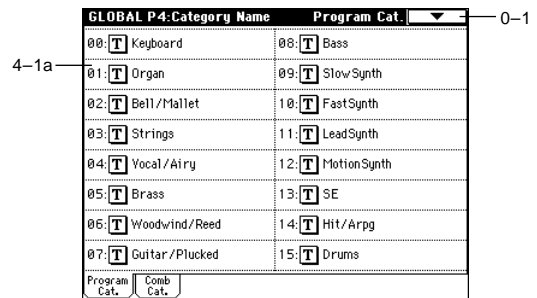 GLOBAL P4:Category Name Program Cat. 0–1
4–1a
00: T Keyboard
01: T Organ
02: T Bell/Mallet
03: T Strings
04: T Vocal/Airy
05: T Brass
06: T Woodwind/Reed
07: T Guitar/Plucked
08: T Bass
09: T SlowSynth
10: T FastSynth
11: T LeadSynth
12: T MotionSynth
13: T SE
14: T Hit/Arpg
15: T Drums
Program Cat.
Comb Cat.